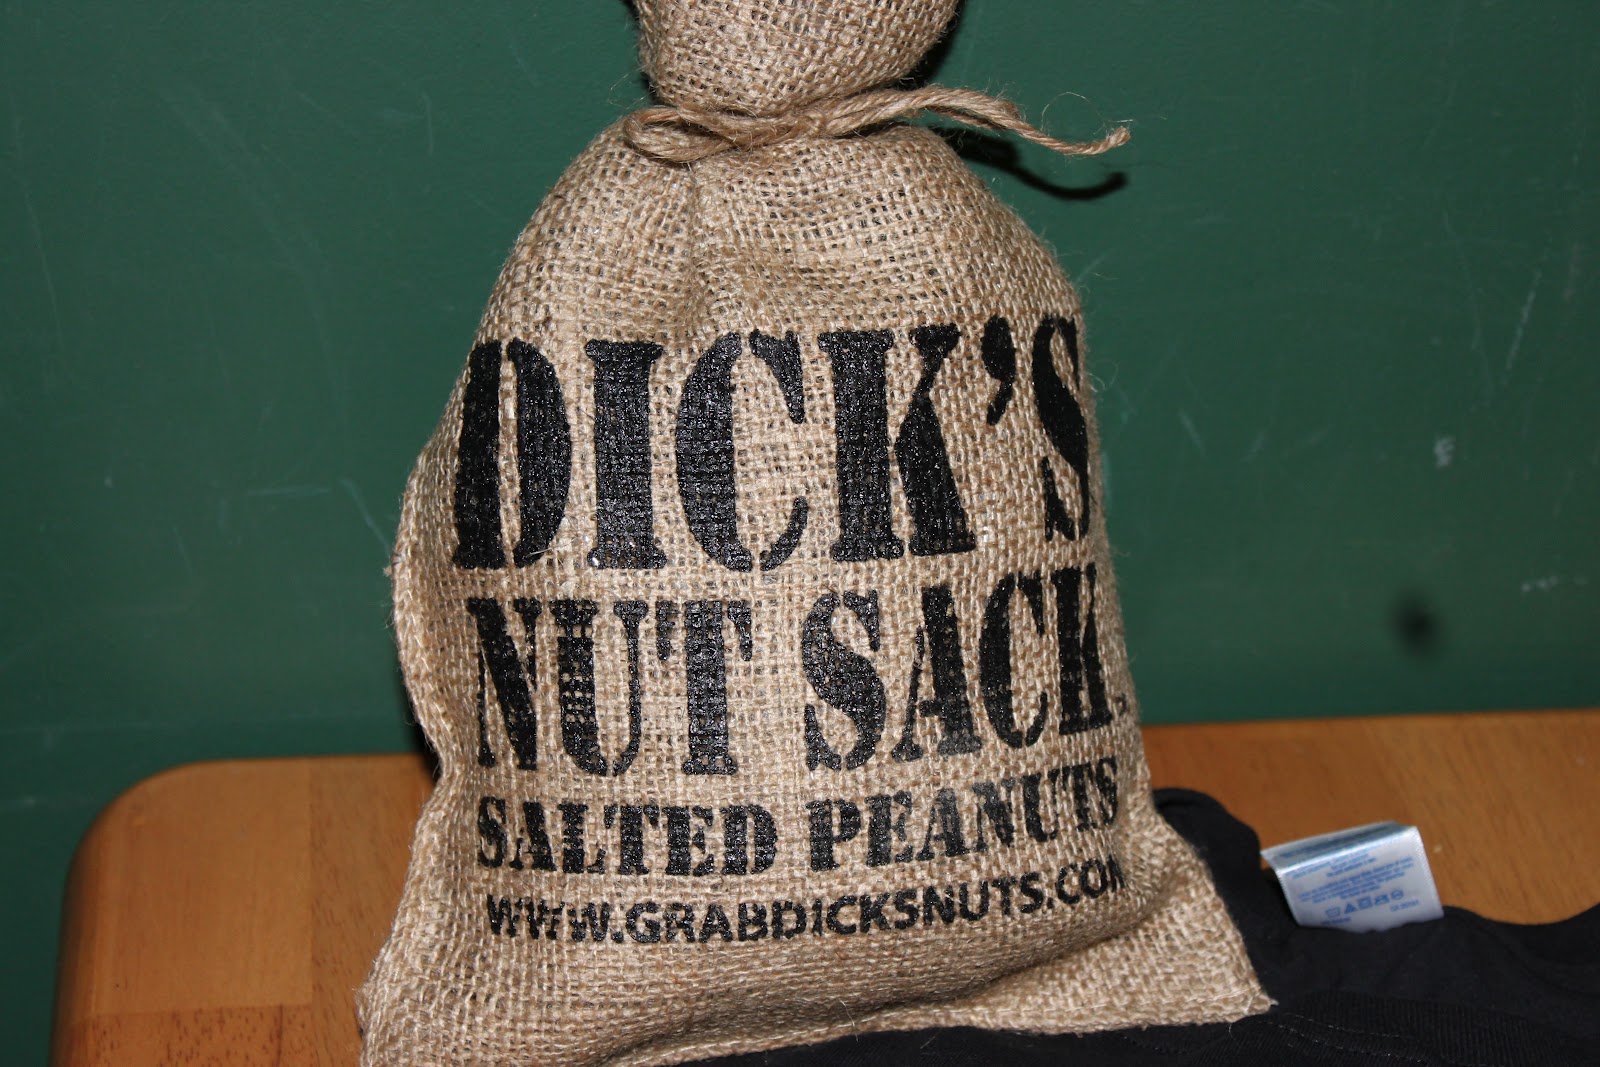 DICK'S
NUT SACK.
SALTED PEANUTS
WWW.GRABDICKSNUTS.COM